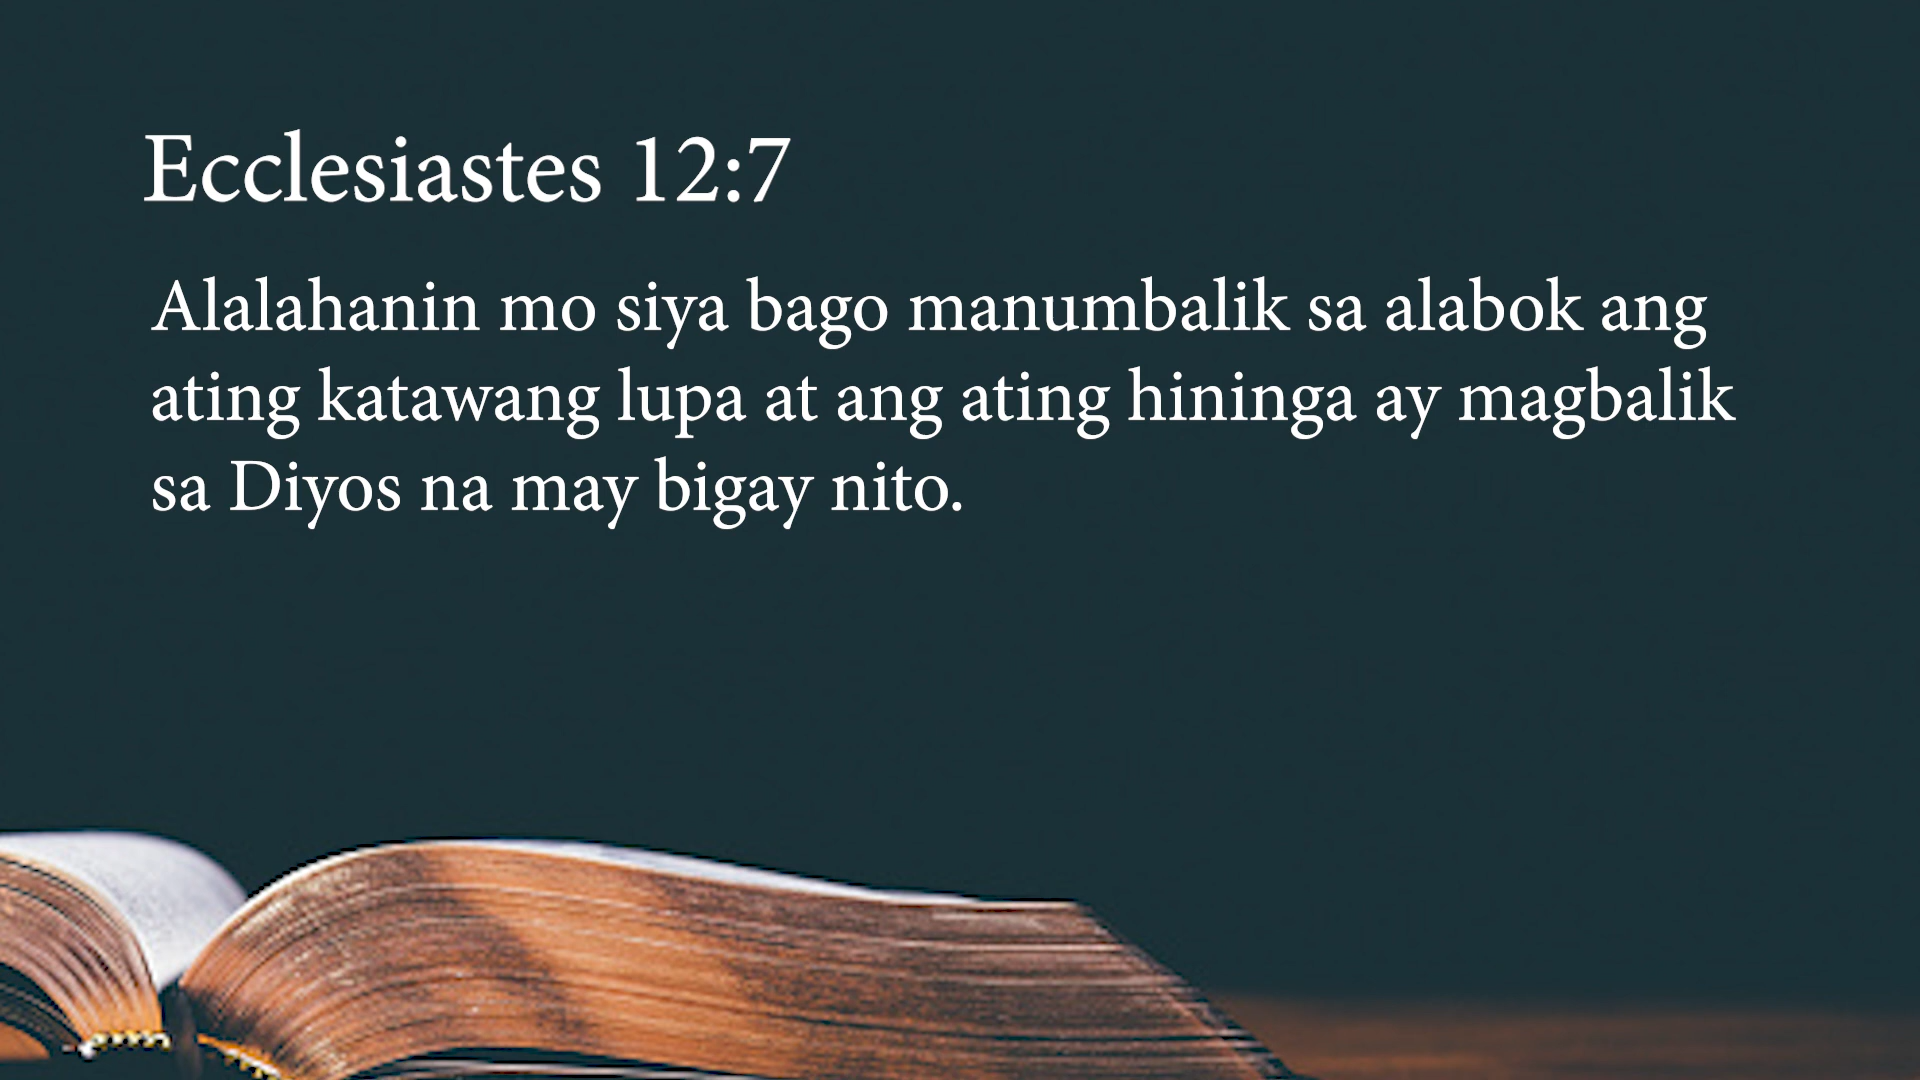 Ecclesiastes 12:7
Alalahanin mo siya bago manumbalik sa alabok ang
ating katawang lupa at ang ating hininga ay magbalik
sa Diyos na may bigay nito.